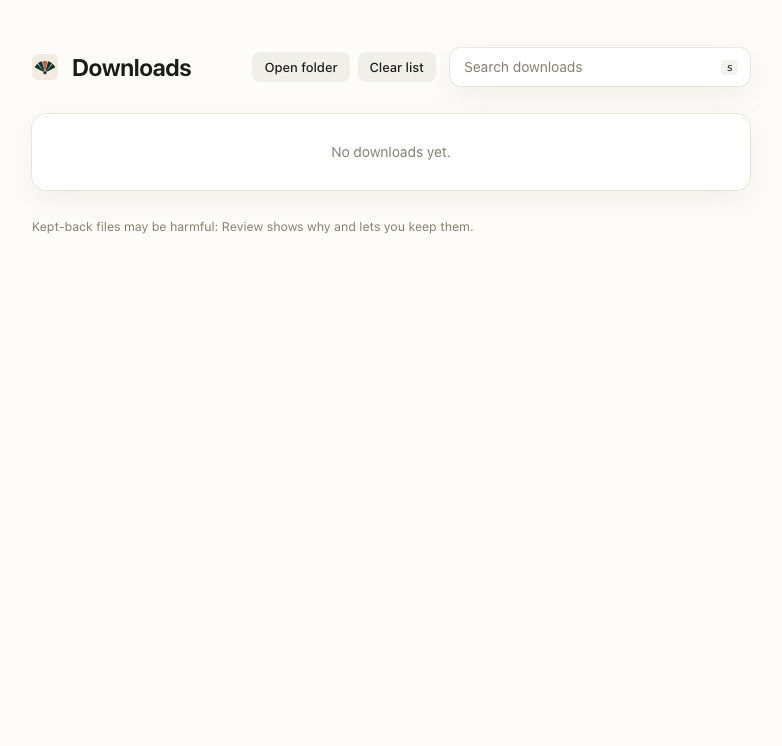 Downloads
Open folder
Clear list
Search downloads
s
No downloads yet.
Kept-back files may be harmful: Review shows why and lets you keep them.